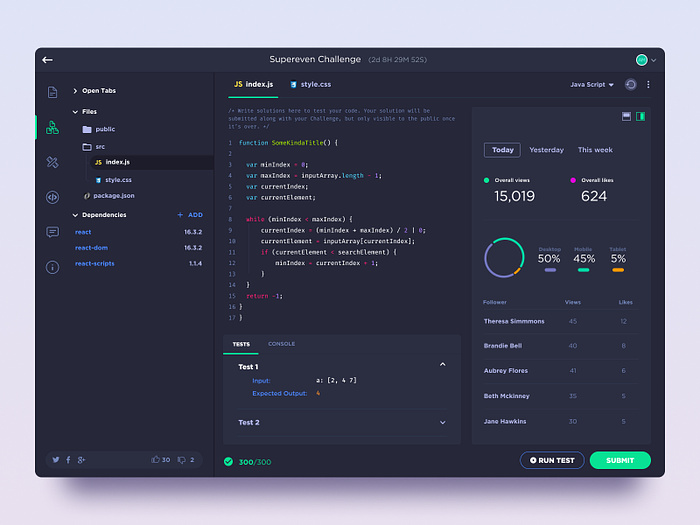 Supereven Challenge (2d 8H 29M 52S)
Open Tabs
Files
public
src
JS index.js
style.css
package.json
Dependencies + ADD
react 16.3.2
react-dom 16.3.2
react-scripts 1.1.4
30 2
JS index.js style.css Java Script
/* Write solutions here to test your code. Your solution will be
submitted along with your Challenge, but only visible to the public once
it's over. */
1 function SomeKindaTitle() {
2
3 var minIndex = 0;
4 var maxIndex = inputArray.length - 1;
5 var currentIndex;
6 var currentElement;
7
8 while (minIndex < maxIndex) {
9 currentIndex = (minIndex + maxIndex) / 2 | 0;
10 currentElement = inputArray[currentIndex];
11 if (currentElement < searchElement) {
12 minIndex = currentIndex + 1;
13 }
14 }
15 return -1;
16 }
17 }
TESTS CONSOLE
Test 1
Input: a: [2, 4 7]
Expected Output: 4
Test 2
300/300
Today Yesterday This week
Overall views Overall likes
15,019 624
Desktop Mobile Tablet
50% 45% 5%
Follower Views Likes
Theresa Simmmons 45 12
Brandie Bell 40 8
Aubrey Flores 41 6
Beth Mckinney 35 5
Jane Hawkins 30 5
RUN TEST SUBMIT